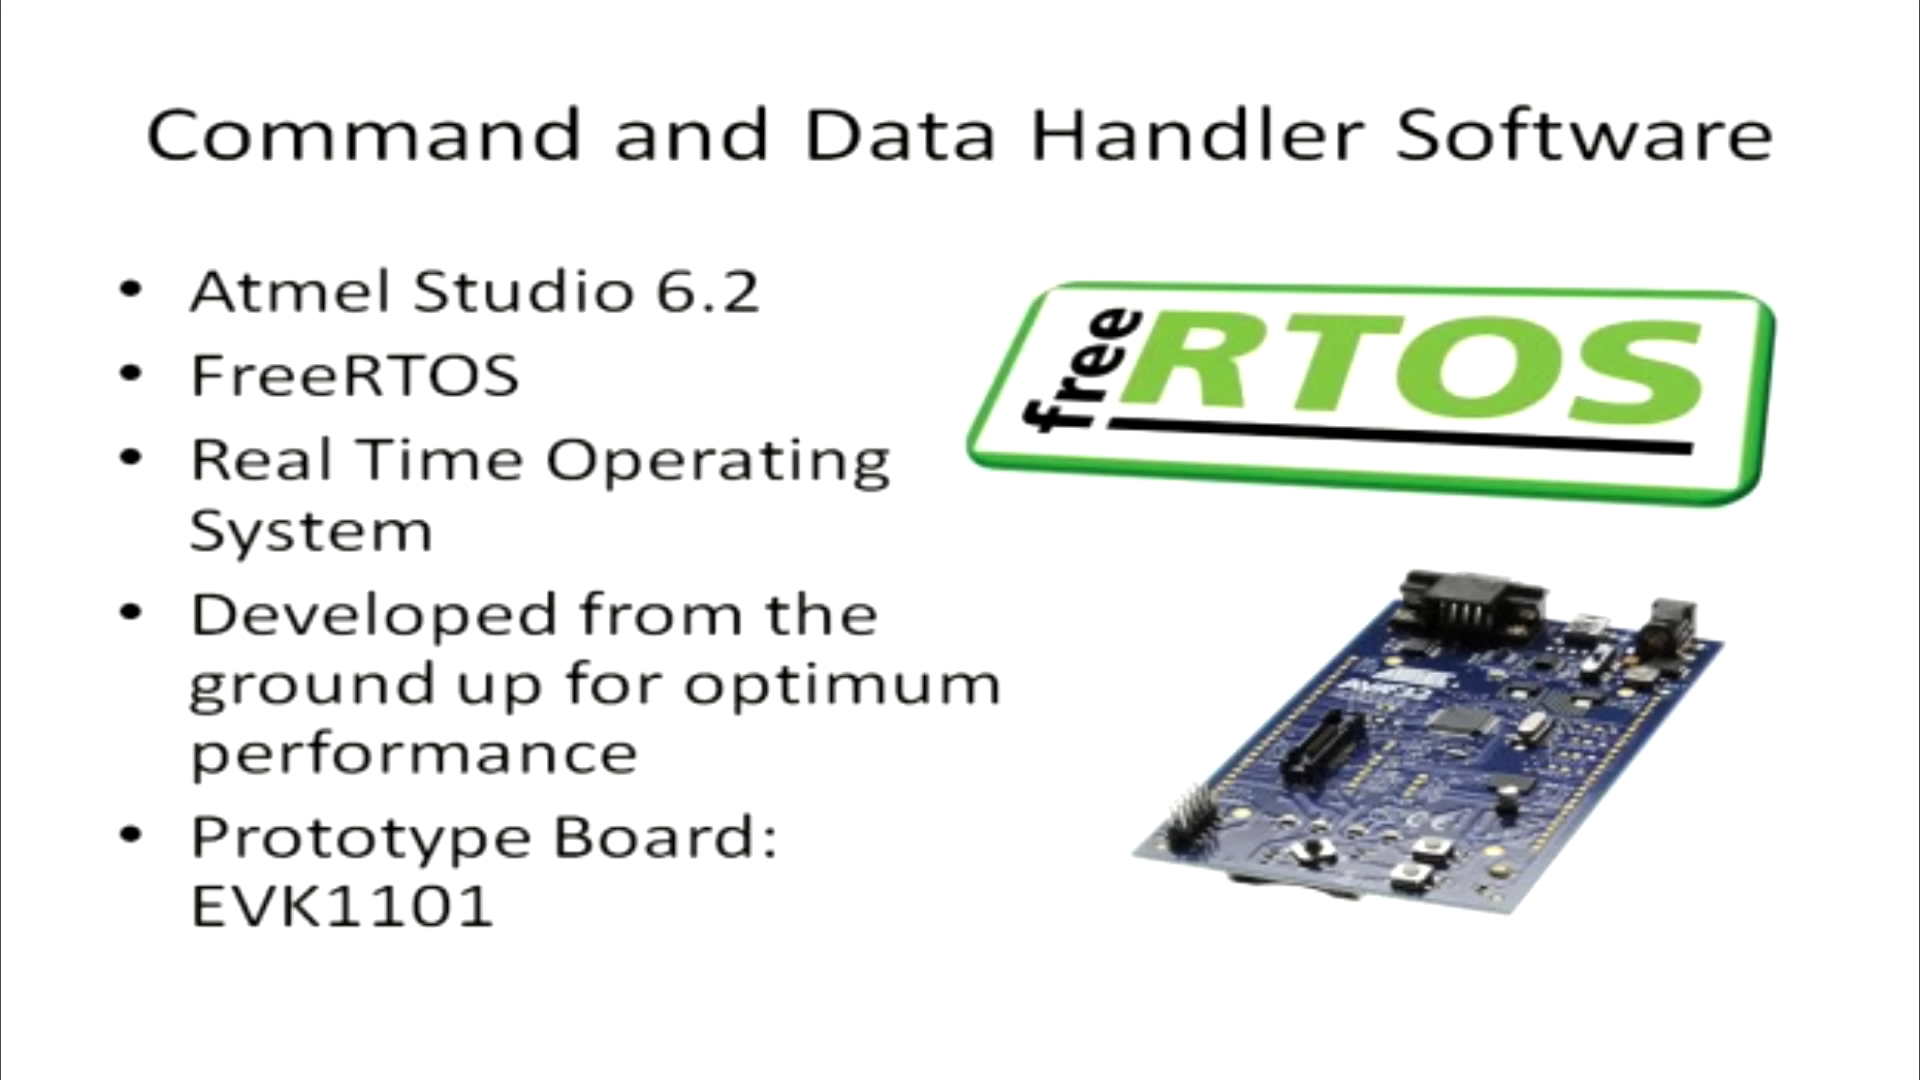 Command and Data Handler Software
• Atmel Studio 6.2
• FreeRTOS
• Real Time Operating
System
• Developed from the
ground up for optimum
performance
• Prototype Board:
EVK1101
free
RTOS